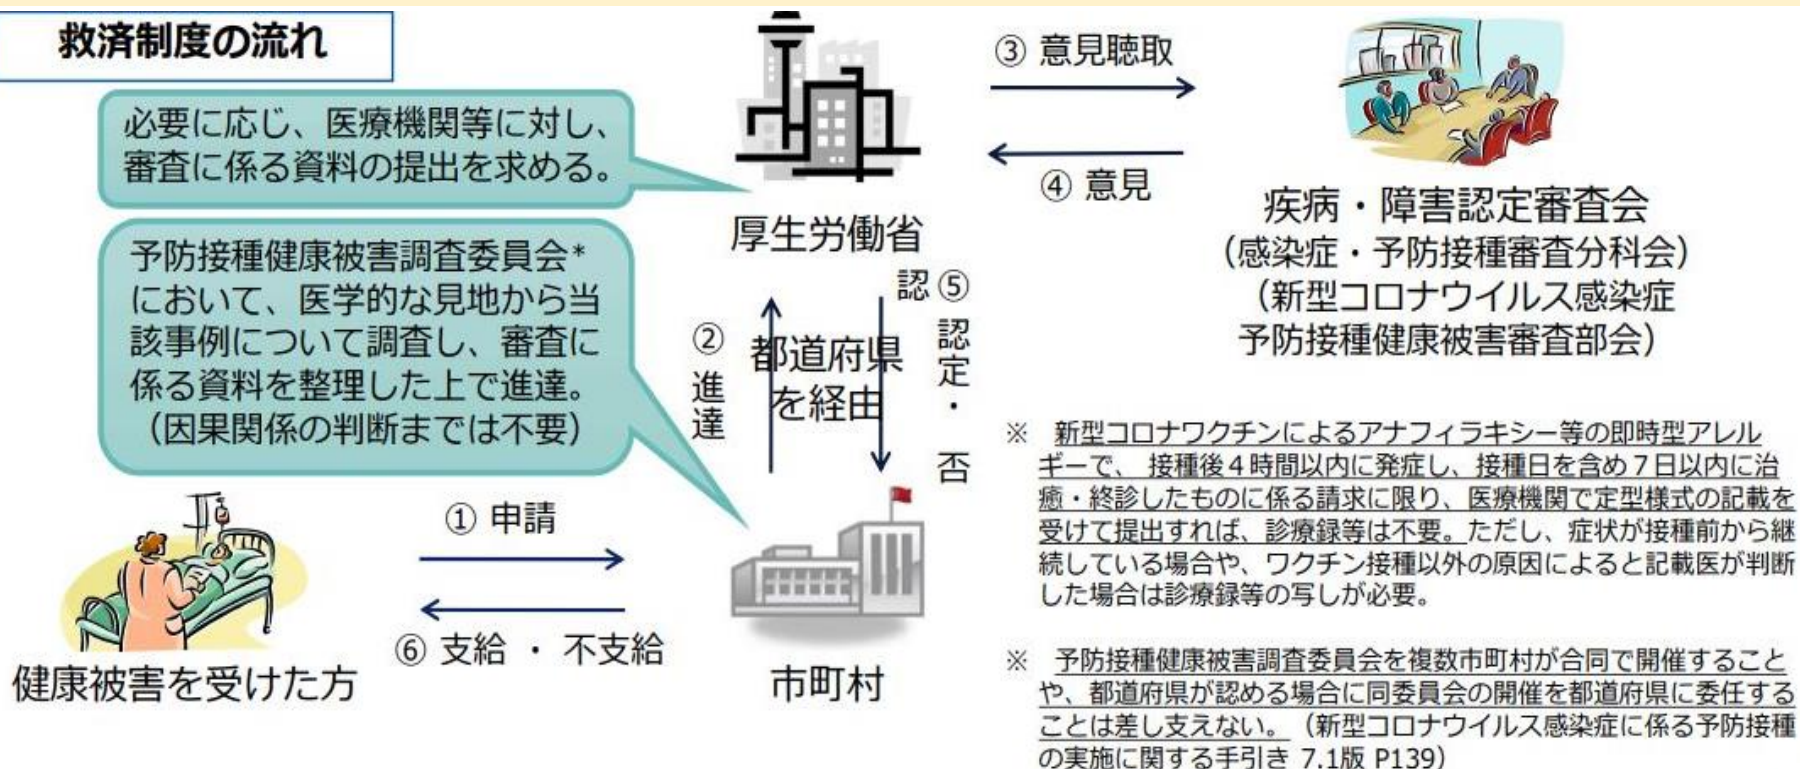 救済制度の流れ
必要に応じ、医療機関等に対し、
審査に係る資料の提出を求める。
予防接種健康被害調査委員会*
において、医学的な見地から当
該事例について調査し、審査に
係る資料を整理した上で進達。
（因果関係の判断までは不要）
厚生労働省
③ 意見聴取
④ 意見
疾病・障害認定審査会
（感染症・予防接種審査分科会）
（新型コロナウイルス感染症
予防接種健康被害審査部会）
② 進達
都道府県
を経由
⑤ 認定・否
認
① 申請
⑥ 支給 ・ 不支給
健康被害を受けた方
市町村
※ 新型コロナワクチンによるアナフィラキシー等の即時型アレル
ギーで、 接種後４時間以内に発症し、接種日を含め７日以内に治
癒・終診したものに係る請求に限り、医療機関で定型様式の記載を
受けて提出すれば、診療録等は不要。ただし、症状が接種前から継
続している場合や、ワクチン接種以外の原因によると記載医が判断
した場合は診療録等の写しが必要。
※ 予防接種健康被害調査委員会を複数市町村が合同で開催すること
や、都道府県が認める場合に同委員会の開催を都道府県に委任する
ことは差し支えない。（新型コロナウイルス感染症に係る予防接種
の実施に関する手引き 7.1版 P139）